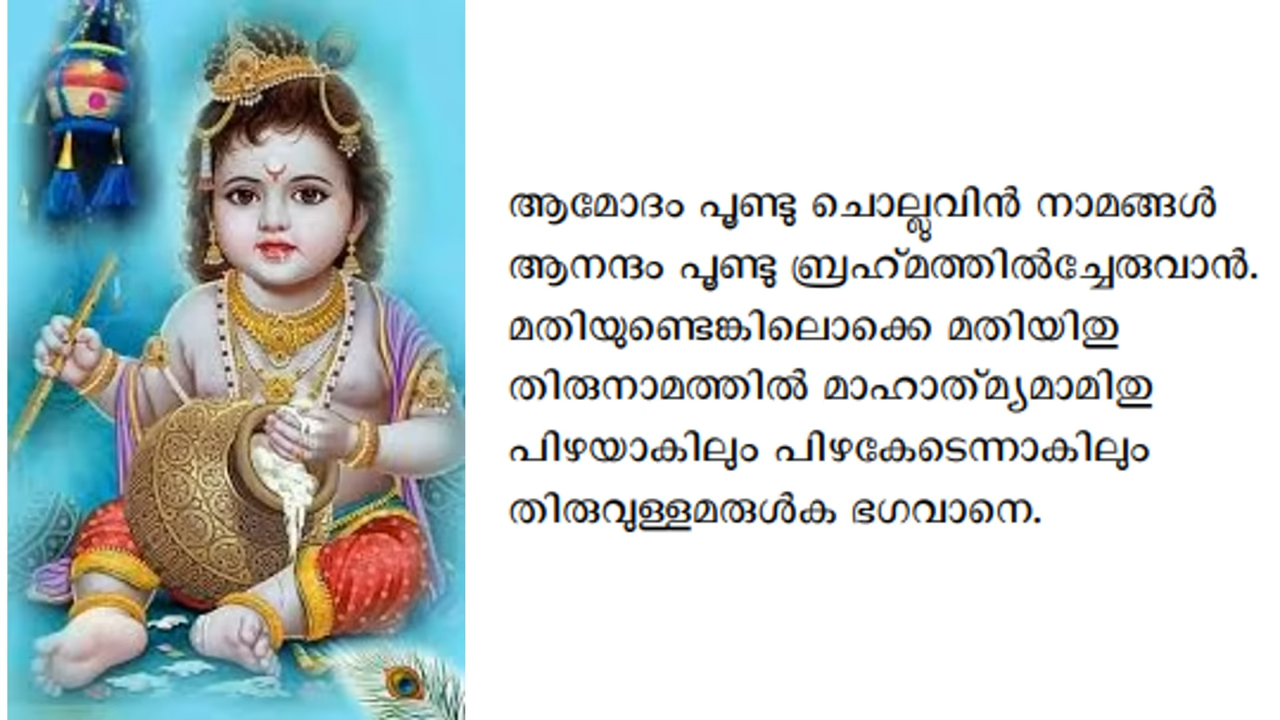 ആമോദം പൂണ്ടു ചൊല്ലുവിൻ നാമങ്ങൾ
ആനന്ദം പൂണ്ടു ബ്രഹ്‌മത്തിൽച്ചേരുവാൻ.
മതിയുണ്ടെങ്കിലൊക്കെ മതിയിതു
തിരുനാമത്തിൽ മാഹാത്‌മ്യമാമിതു
പിഴയാകിലും പിഴകേടെന്നാകിലും
തിരുവുള്ളമരുൾക ഭഗവാനെ.